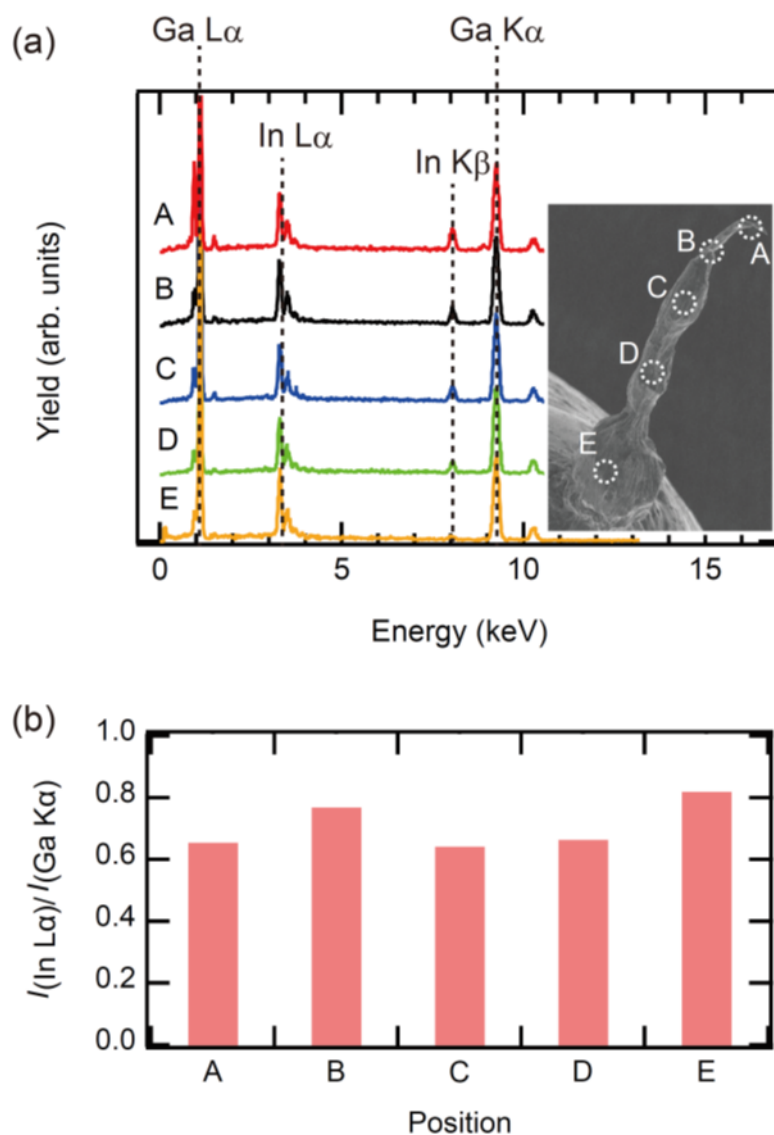 (a)
Ga Lα
Ga Kα
In Lα
In Kβ
A
B
C
D
E
A
B
C
D
E
Yield (arb. units)
0 5 10 15
Energy (keV)
(b)
1.0
0.8
0.6
0.4
0.2
0.0
I(In Lα)/I(Ga Kα)
A B C D E
Position